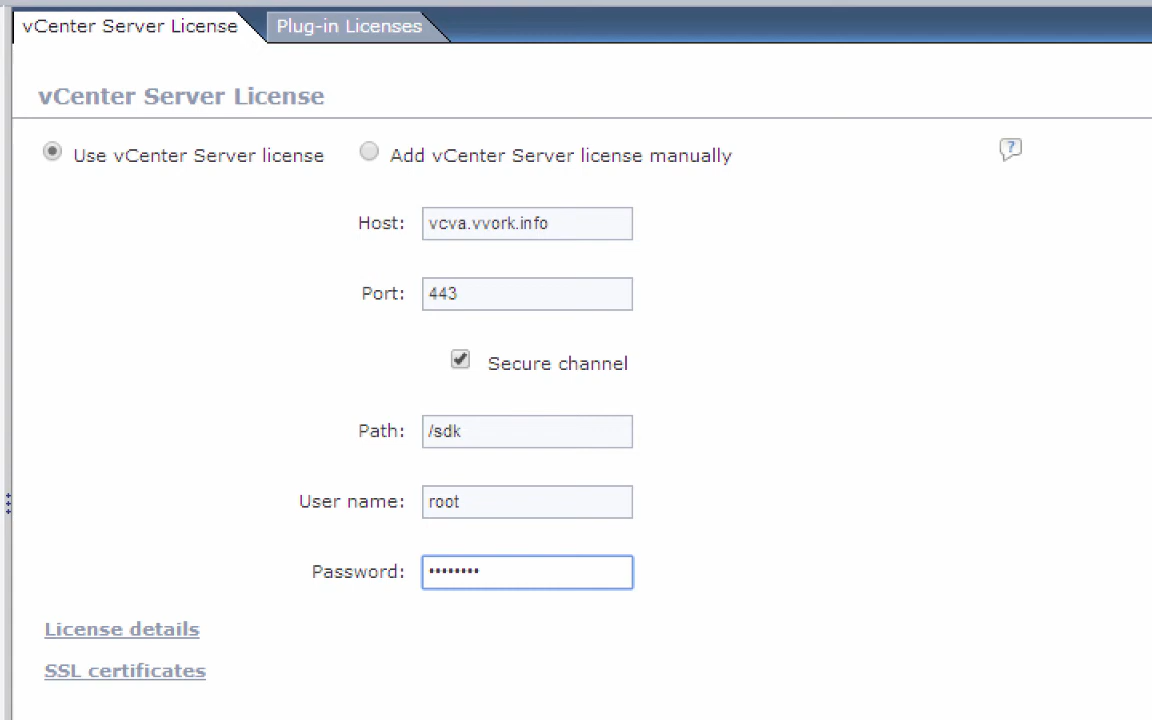 vCenter Server License Plug-in Licenses
vCenter Server License
Use vCenter Server license Add vCenter Server license manually ?
Host: vcva.vvork.info
Port: 443
Secure channel
Path: /sdk
User name: root
Password: ••••••••
License details
SSL certificates